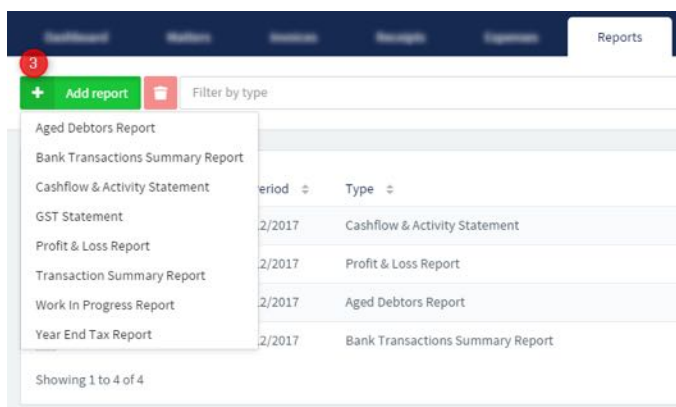 Reports
3
+ Add report Filter by type
Aged Debtors Report
Bank Transactions Summary Report
Cashflow & Activity Statement
GST Statement
Profit & Loss Report
Transaction Summary Report
Work In Progress Report
Year End Tax Report
eriod Type
2/2017 Cashflow & Activity Statement
2/2017 Profit & Loss Report
2/2017 Aged Debtors Report
2/2017 Bank Transactions Summary Report
Showing 1 to 4 of 4